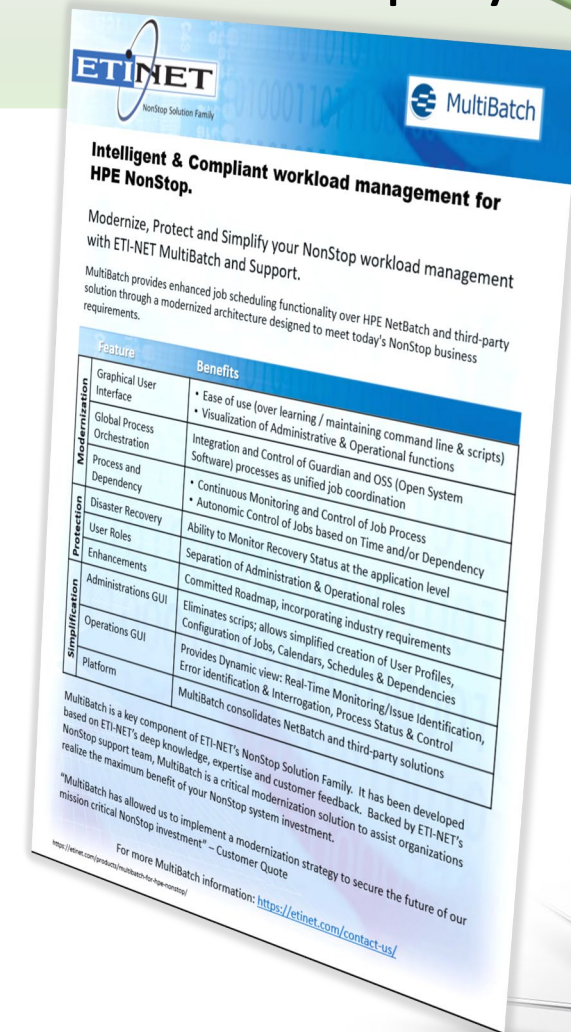 ETINET
NonStop Solution Family
MultiBatch
Intelligent & Compliant workload management for
HPE NonStop.
Modernize, Protect and Simplify your NonStop workload management
with ETI-NET MultiBatch and Support.
MultiBatch provides enhanced job scheduling functionality over HPE NetBatch and third-party
solution through a modernized architecture designed to meet today's NonStop business
requirements.
Feature Benefits
Modernization
Graphical User
Interface
• Ease of use (over learning / maintaining command line & scripts)
• Visualization of Administrative & Operational functions
Global Process
Orchestration
Integration and Control of Guardian and OSS (Open System
Software) processes as unified job coordination
Process and
Dependency
• Continuous Monitoring and Control of Job Process
• Autonomic Control of Jobs based on Time and/or Dependency
Protection
Disaster Recovery
Ability to Monitor Recovery Status at the application level
User Roles
Separation of Administration & Operational roles
Enhancements
Committed Roadmap, incorporating industry requirements
Simplification
Administrations GUI
Eliminates scrips; allows simplified creation of User Profiles,
Configuration of Jobs, Calendars, Schedules & Dependencies
Operations GUI
Provides Dynamic view: Real-Time Monitoring/Issue Identification,
Error identification & Interrogation, Process Status & Control
Platform
MultiBatch consolidates NetBatch and third-party solutions
MultiBatch is a key component of ETI-NET's NonStop Solution Family. It has been developed
based on ETI-NET's deep knowledge, expertise and customer feedback. Backed by ETI-NET's
NonStop support team, MultiBatch is a critical modernization solution to assist organizations
realize the maximum benefit of your NonStop system investment.
"MultiBatch has allowed us to implement a modernization strategy to secure the future of our
mission critical NonStop investment" – Customer Quote
For more MultiBatch information: https://etinet.com/contact-us/
https://etinet.com/products/multibatch-for-hpe-nonstop/